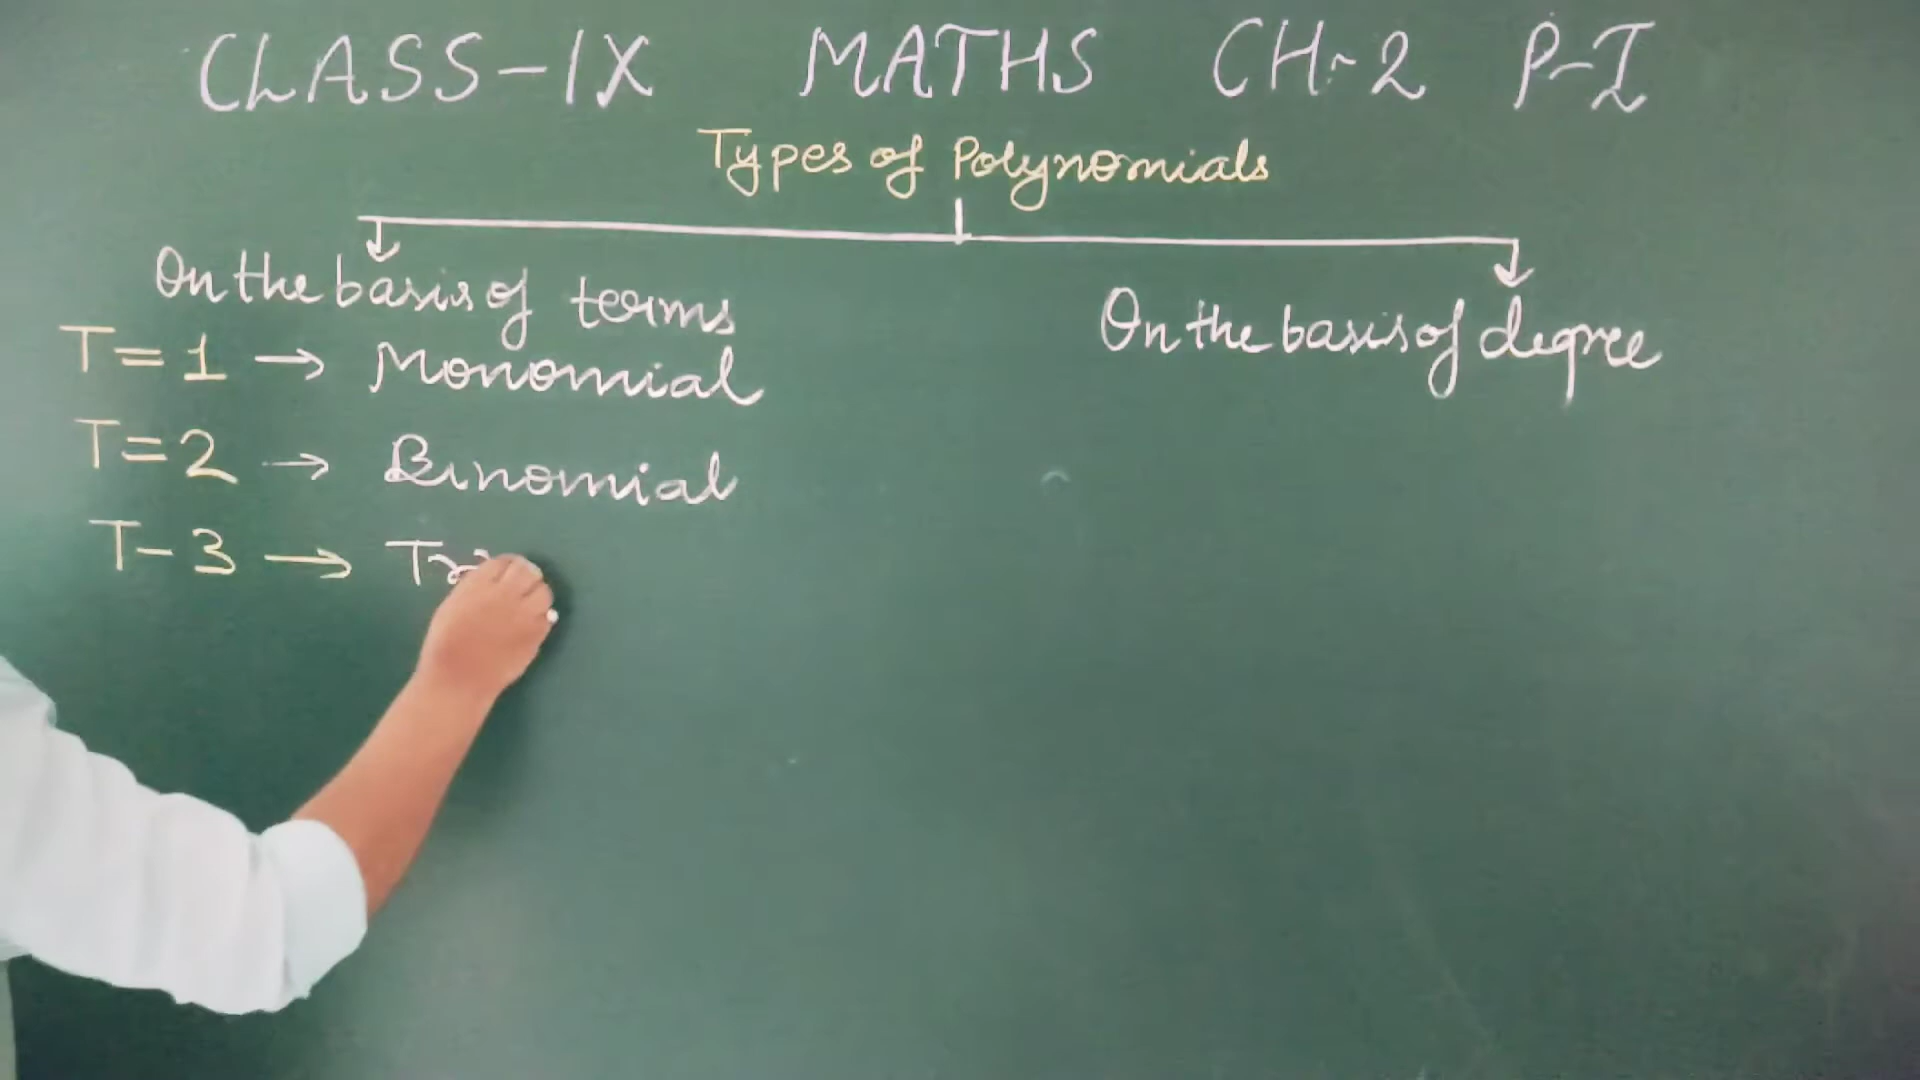 CLASS-IX MATHS CH-2 P-I
Types of Polynomials
On the basis of terms
T=1 → Monomial
T=2 → Binomial
T-3 →
On the basis of degree